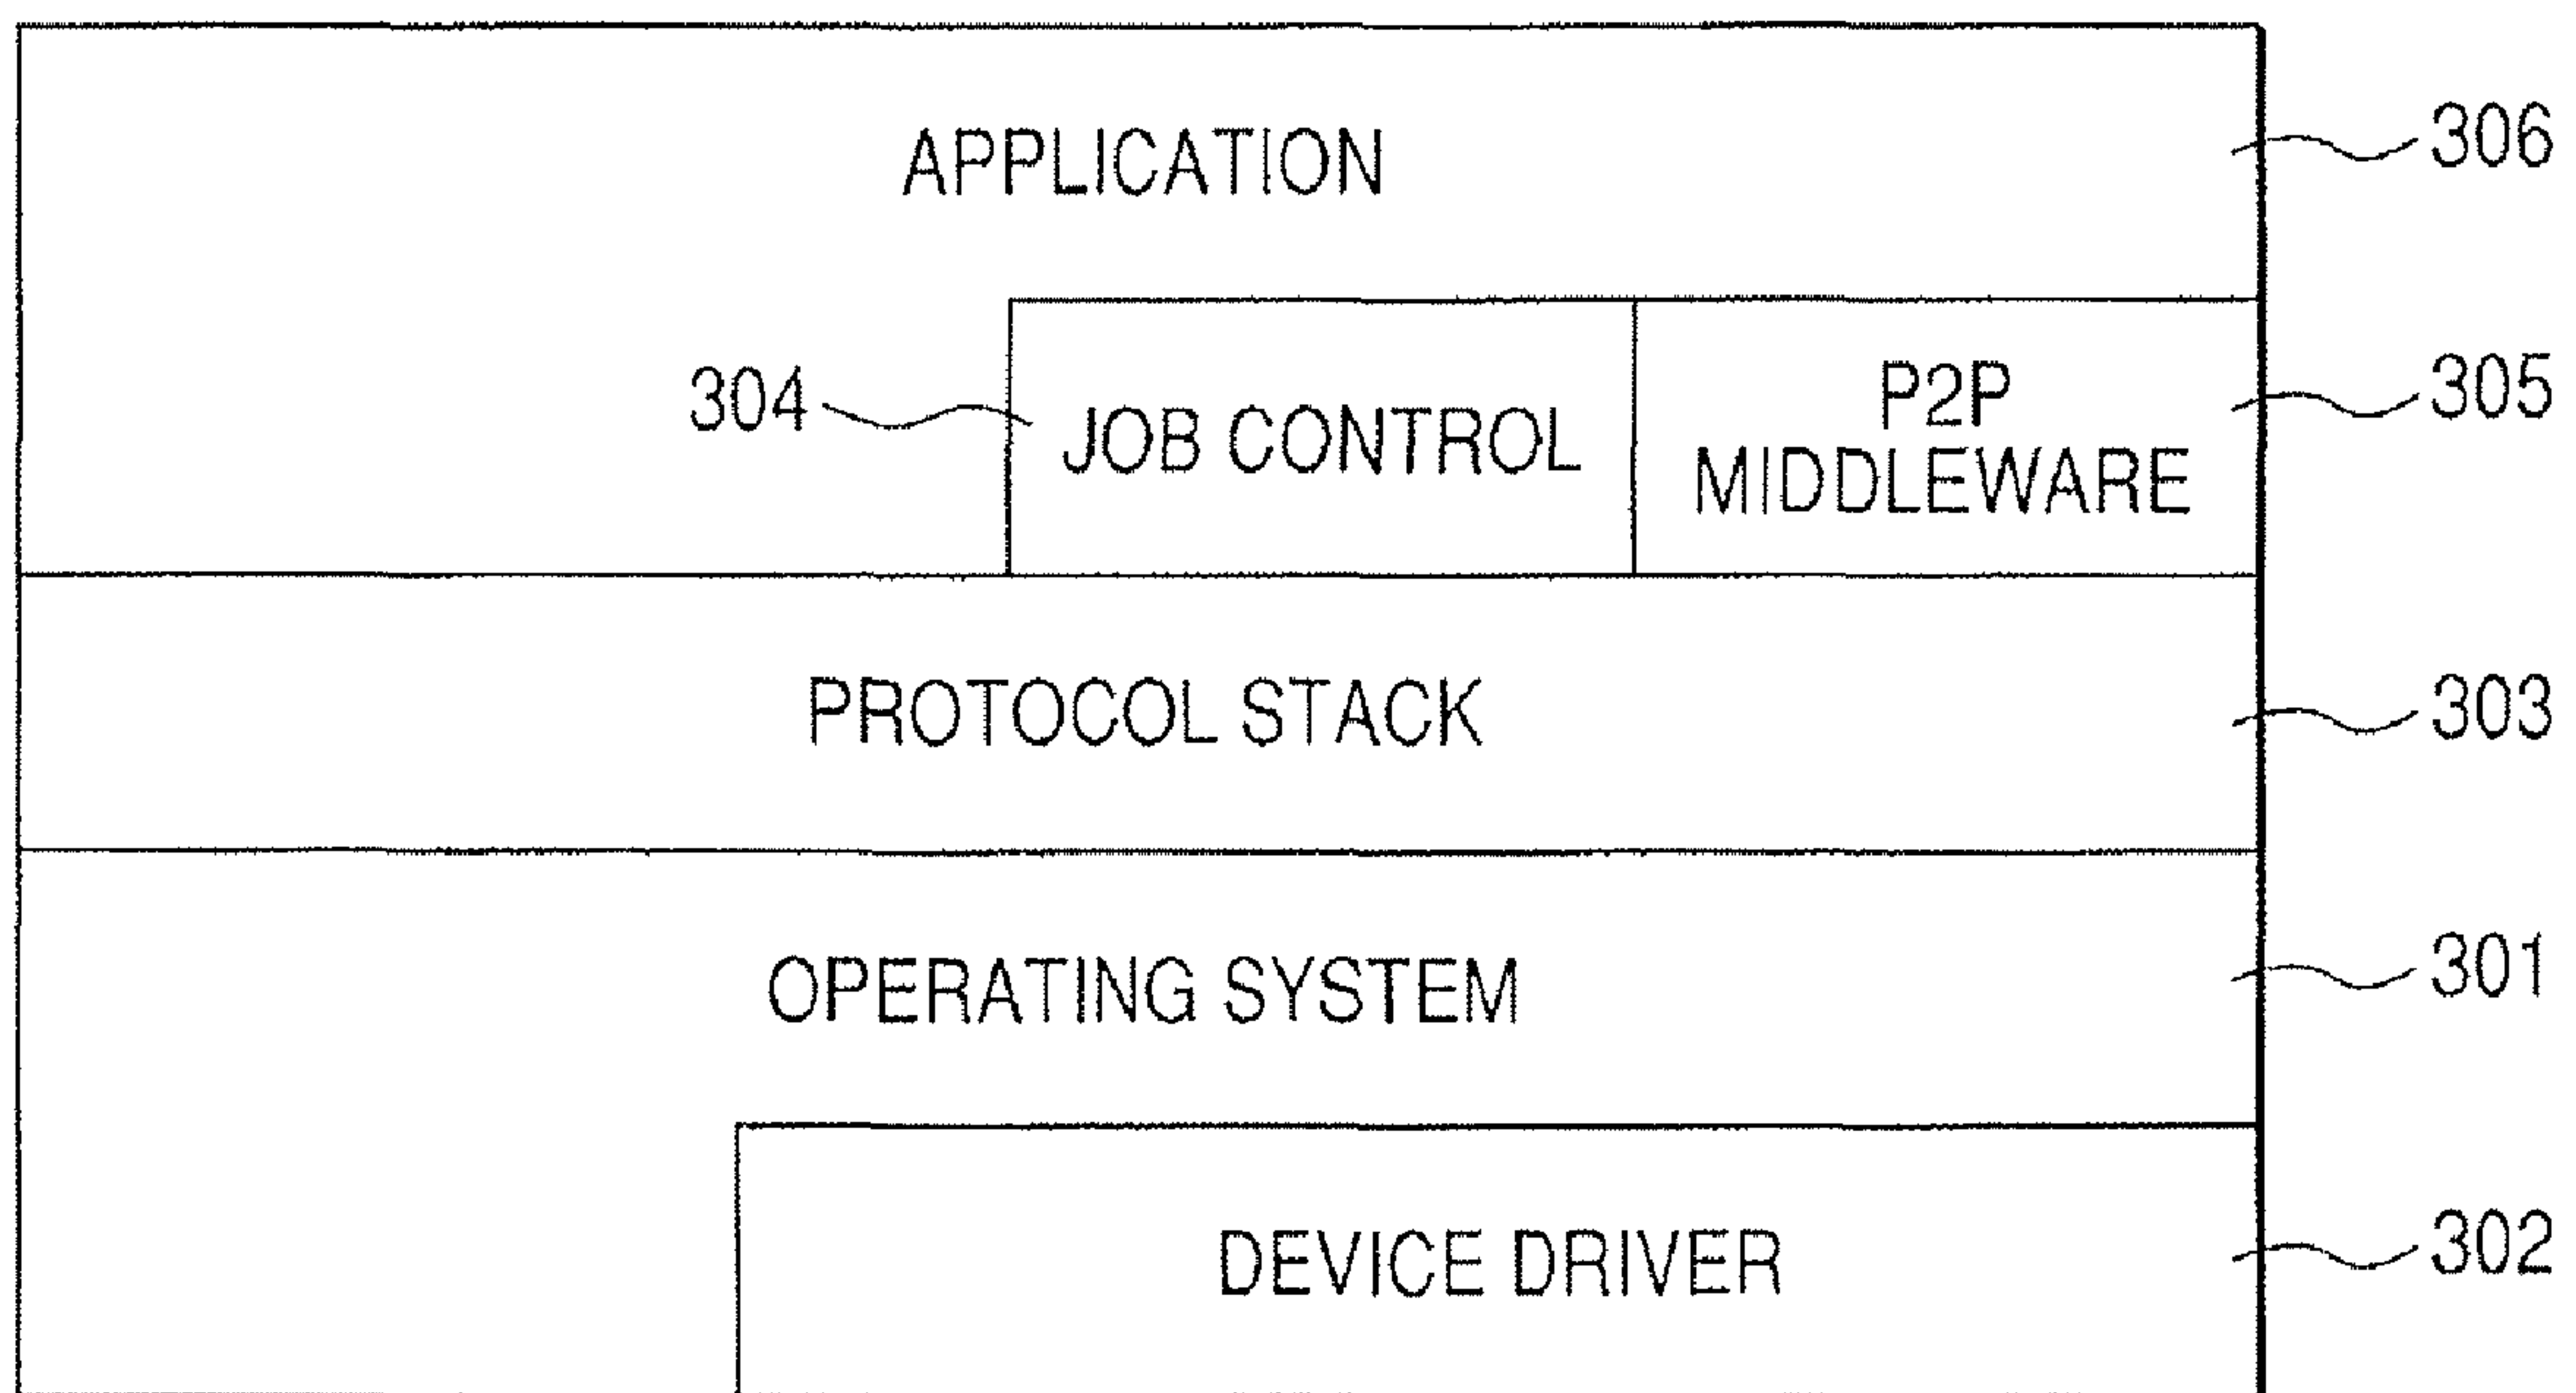 APPLICATION
306
304
JOB CONTROL
P2P
MIDDLEWARE
305
PROTOCOL STACK
303
OPERATING SYSTEM
301
DEVICE DRIVER
302